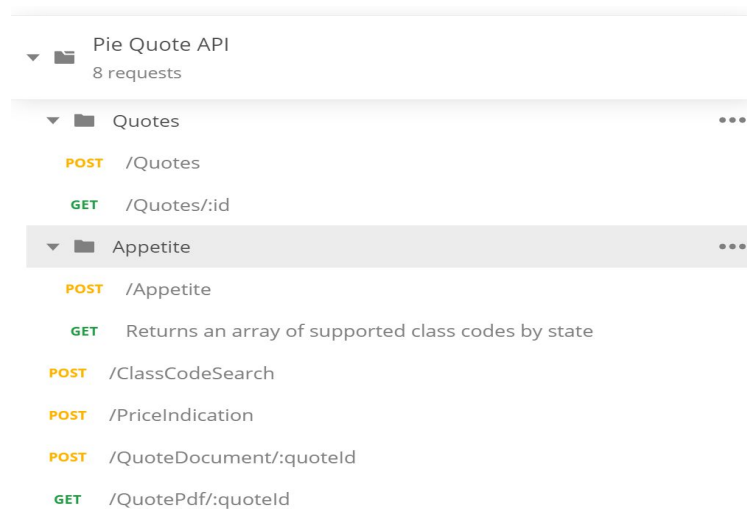 Pie Quote API
8 requests
Quotes
POST /Quotes
GET /Quotes/:id
Appetite
POST /Appetite
GET Returns an array of supported class codes by state
POST /ClassCodeSearch
POST /PriceIndication
POST /QuoteDocument/:quoteId
GET /QuotePdf/:quoteId